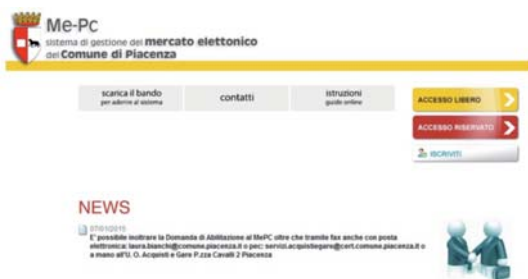 Me-Pc
sistema di gestione del mercato elettonico
del Comune di Piacenza
scarica il bando
per aderire al sistema
contatti
istruzioni
guide online
ACCESSO LIBERO
ACCESSO RISERVATO
ISCRIVITI
NEWS
07/01/2015
E' possibile inoltrare la Domanda di Abilitazione al MePC oltre che tramite fax anche con posta
elettronica: laura.bianchi@comune.piacenza.it o pec: servizi.acquistiegare@cert.comune.piacenza.it o
a mano all'U. O. Acquisti e Gare P.zza Cavalli 2 Piacenza